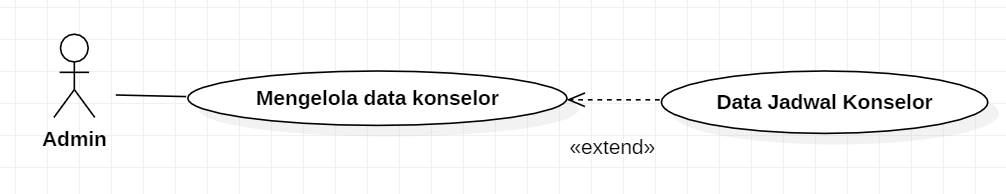 Mengelola data konselor
Data Jadwal Konselor
Admin
«extend»